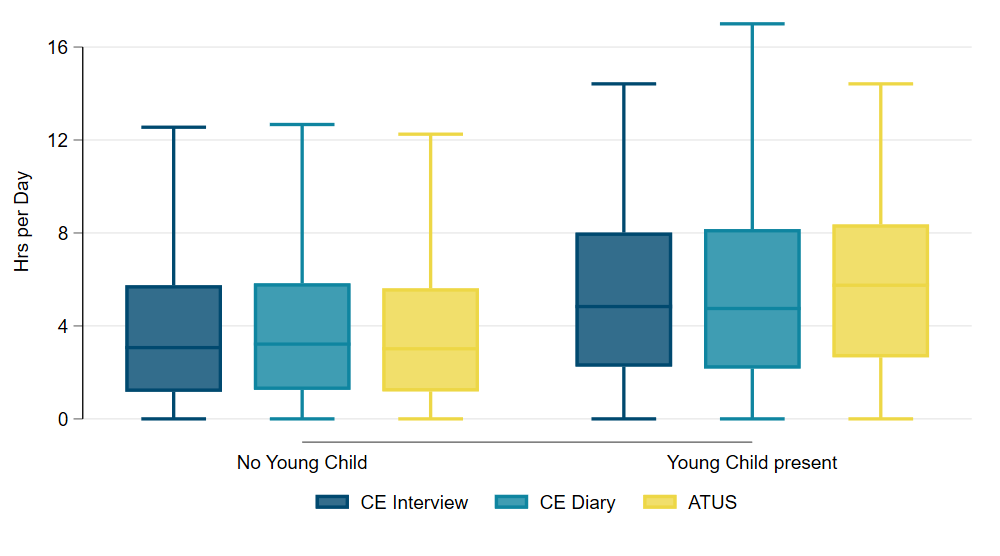 16
12
8
4
0
Hrs per Day
No Young Child
Young Child present
CE Interview
CE Diary
ATUS